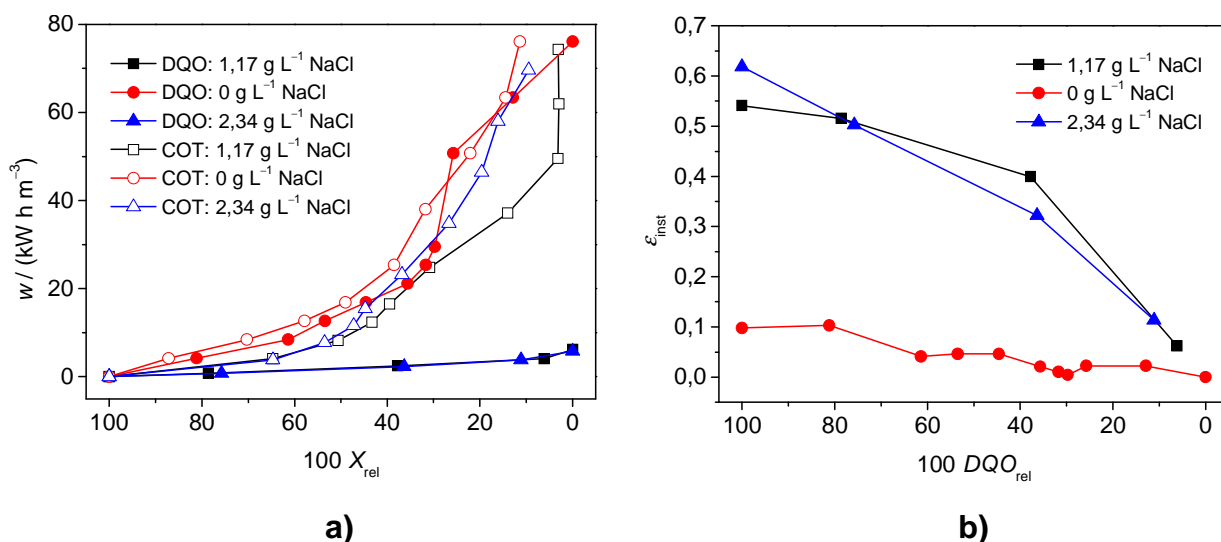 80
60
40
20
0
w / (kW h m⁻³)
DQO: 1,17 g L⁻¹ NaCl
DQO: 0 g L⁻¹ NaCl
DQO: 2,34 g L⁻¹ NaCl
COT: 1,17 g L⁻¹ NaCl
COT: 0 g L⁻¹ NaCl
COT: 2,34 g L⁻¹ NaCl
100 80 60 40 20 0
100 X_rel
a)
0,7
0,6
0,5
0,4
0,3
0,2
0,1
0,0
ε_inst
1,17 g L⁻¹ NaCl
0 g L⁻¹ NaCl
2,34 g L⁻¹ NaCl
100 80 60 40 20 0
100 DQO_rel
b)